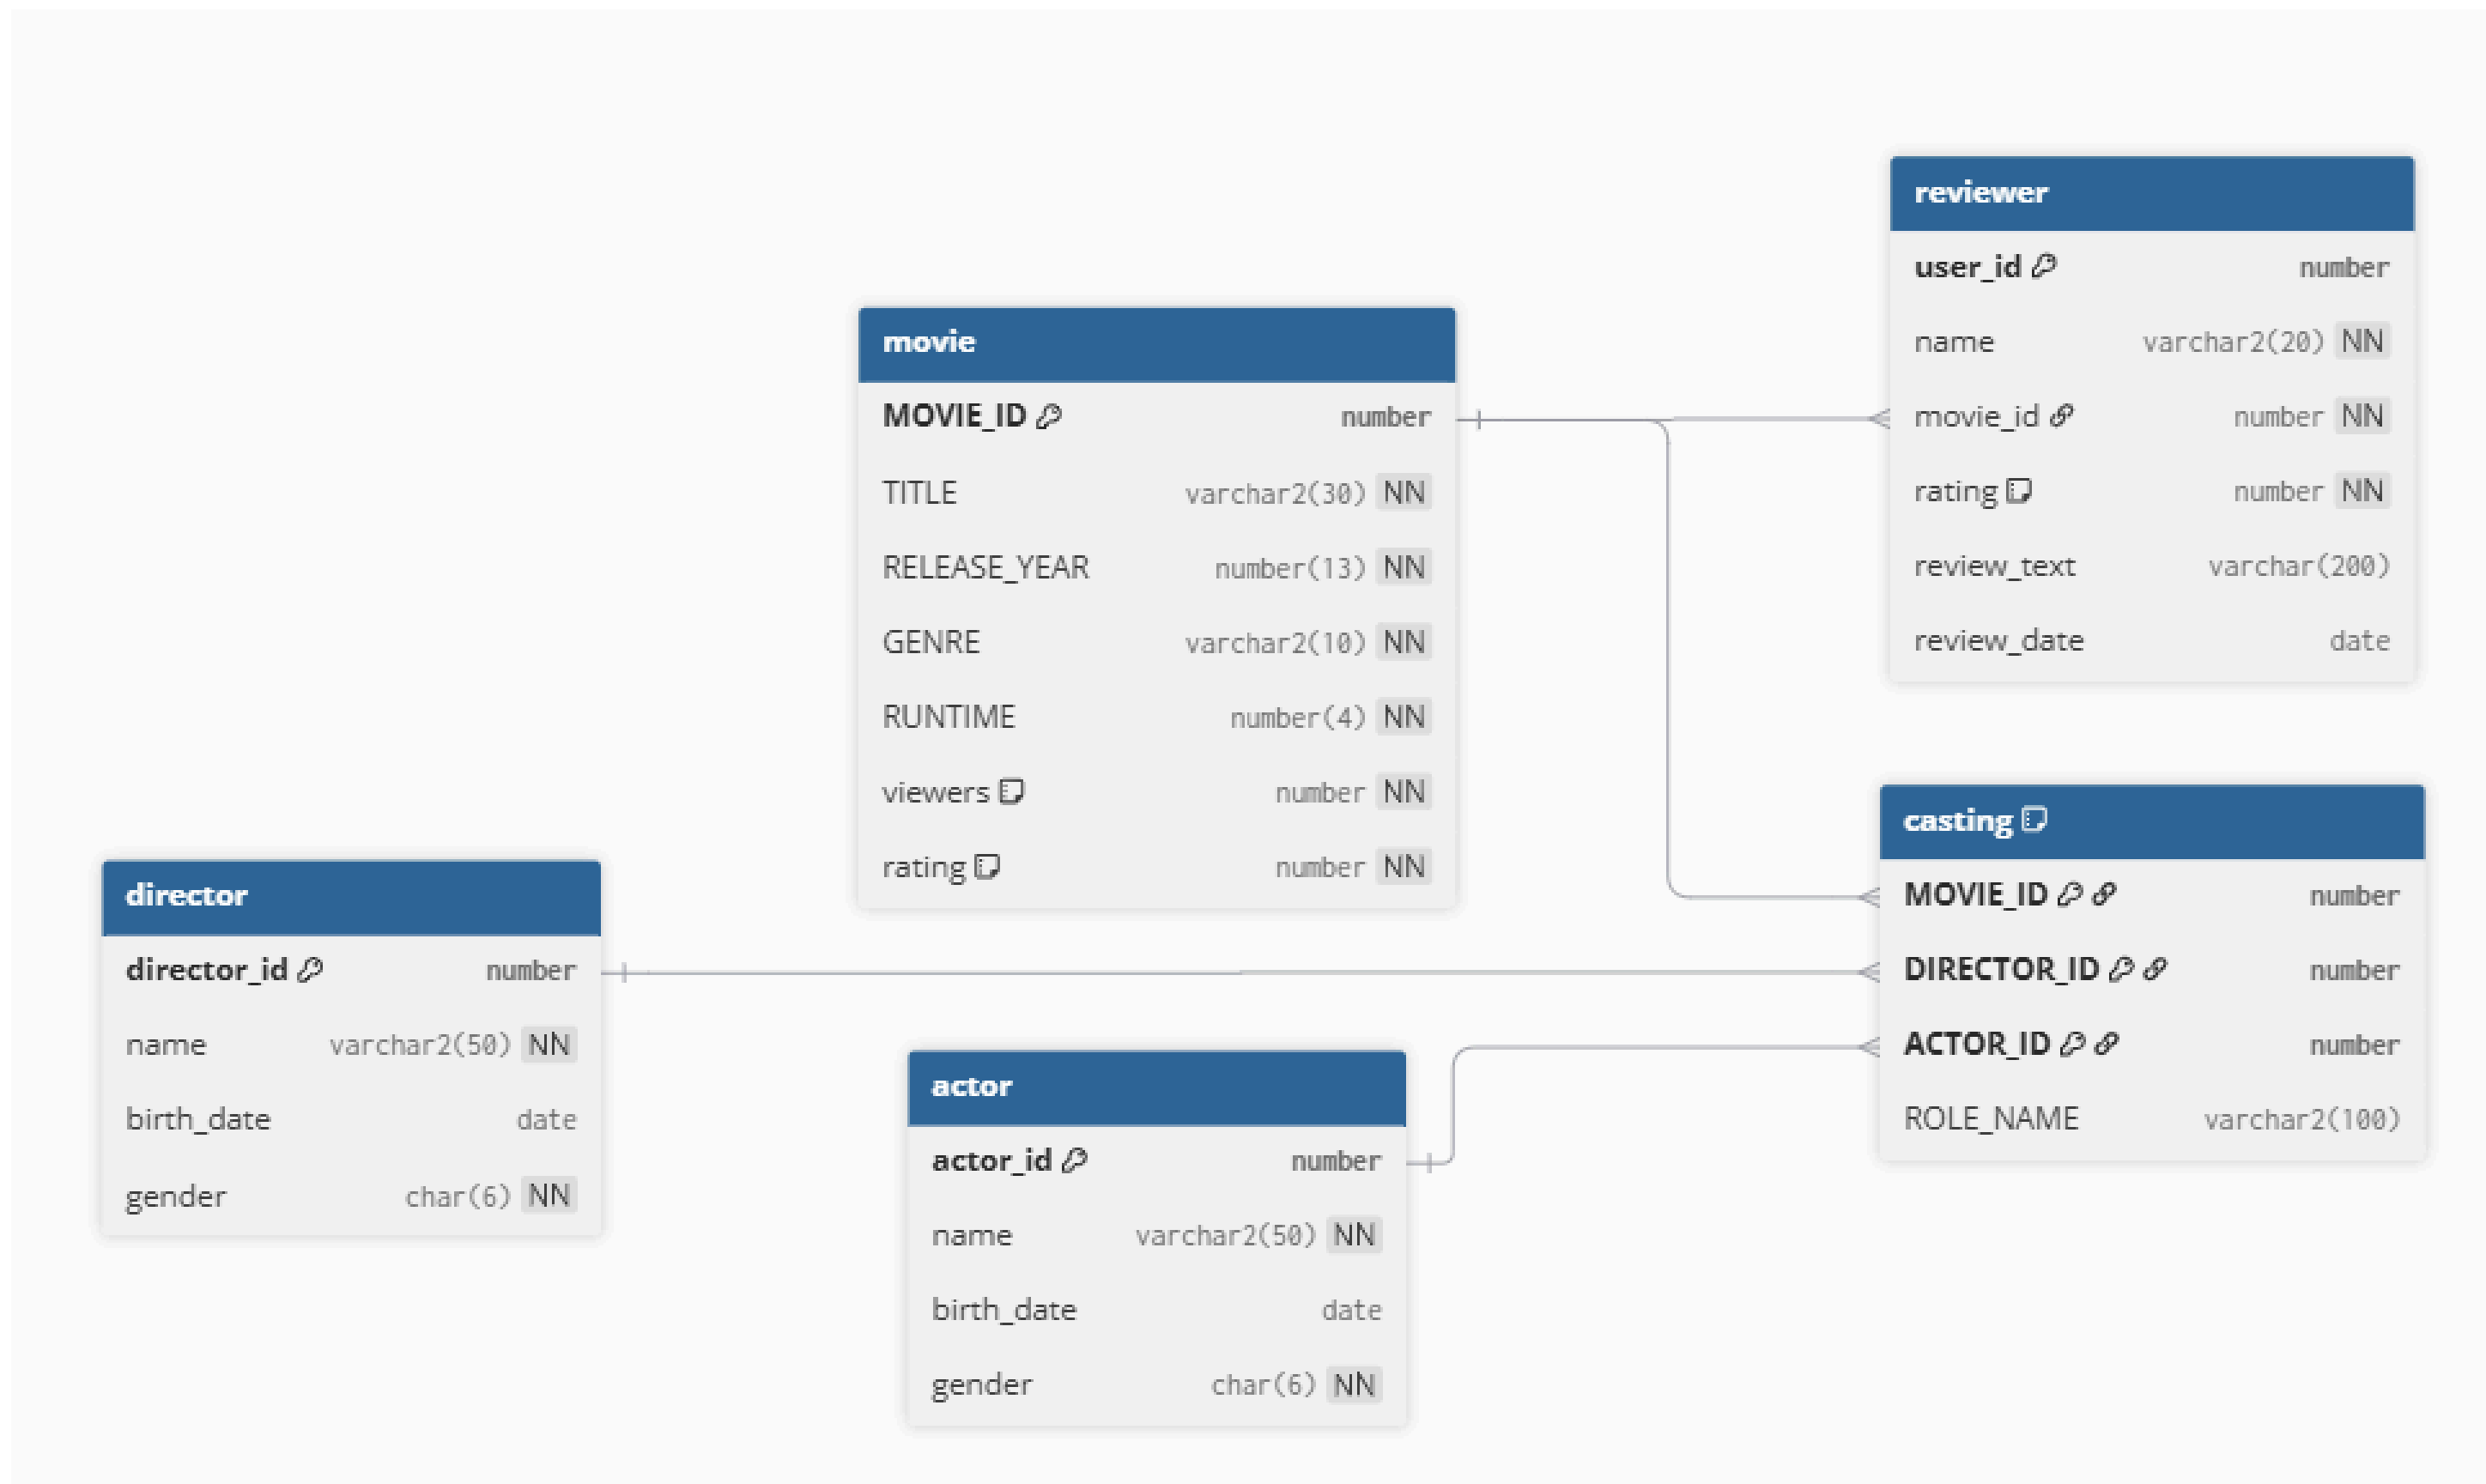 reviewer
user_id number
name varchar2(20) NN
movie_id number NN
rating number NN
review_text varchar(200)
review_date date
movie
MOVIE_ID number
TITLE varchar2(30) NN
RELEASE_YEAR number(13) NN
GENRE varchar2(10) NN
RUNTIME number(4) NN
viewers number NN
rating number NN
casting
MOVIE_ID number
DIRECTOR_ID number
ACTOR_ID number
ROLE_NAME varchar2(100)
director
director_id number
name varchar2(50) NN
birth_date date
gender char(6) NN
actor
actor_id number
name varchar2(50) NN
birth_date date
gender char(6) NN